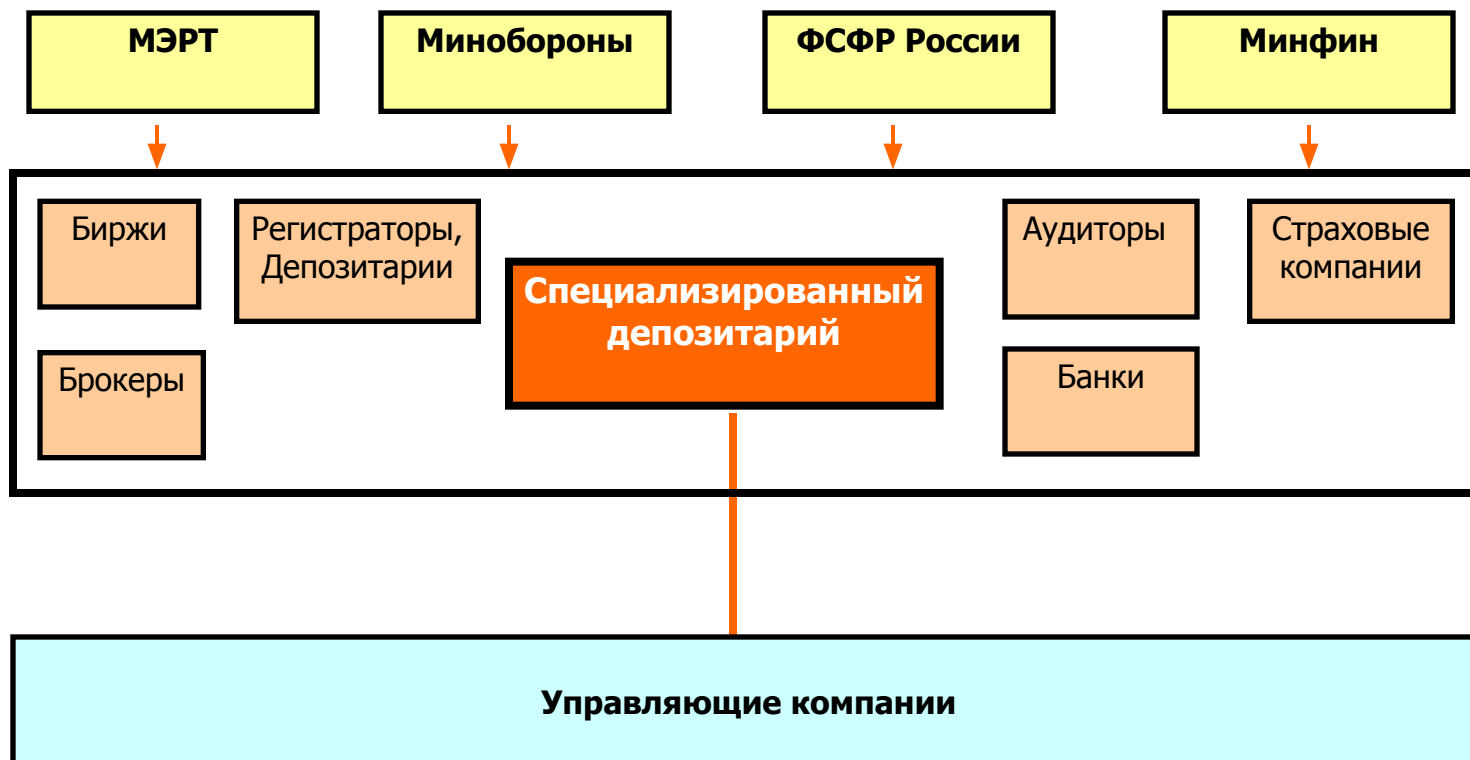 МЭРТ
Минобороны
ФСФР России
Минфин
Биржи
Регистраторы,
Депозитарии
Специализированный
депозитарий
Аудиторы
Страховые
компании
Брокеры
Банки
Управляющие компании